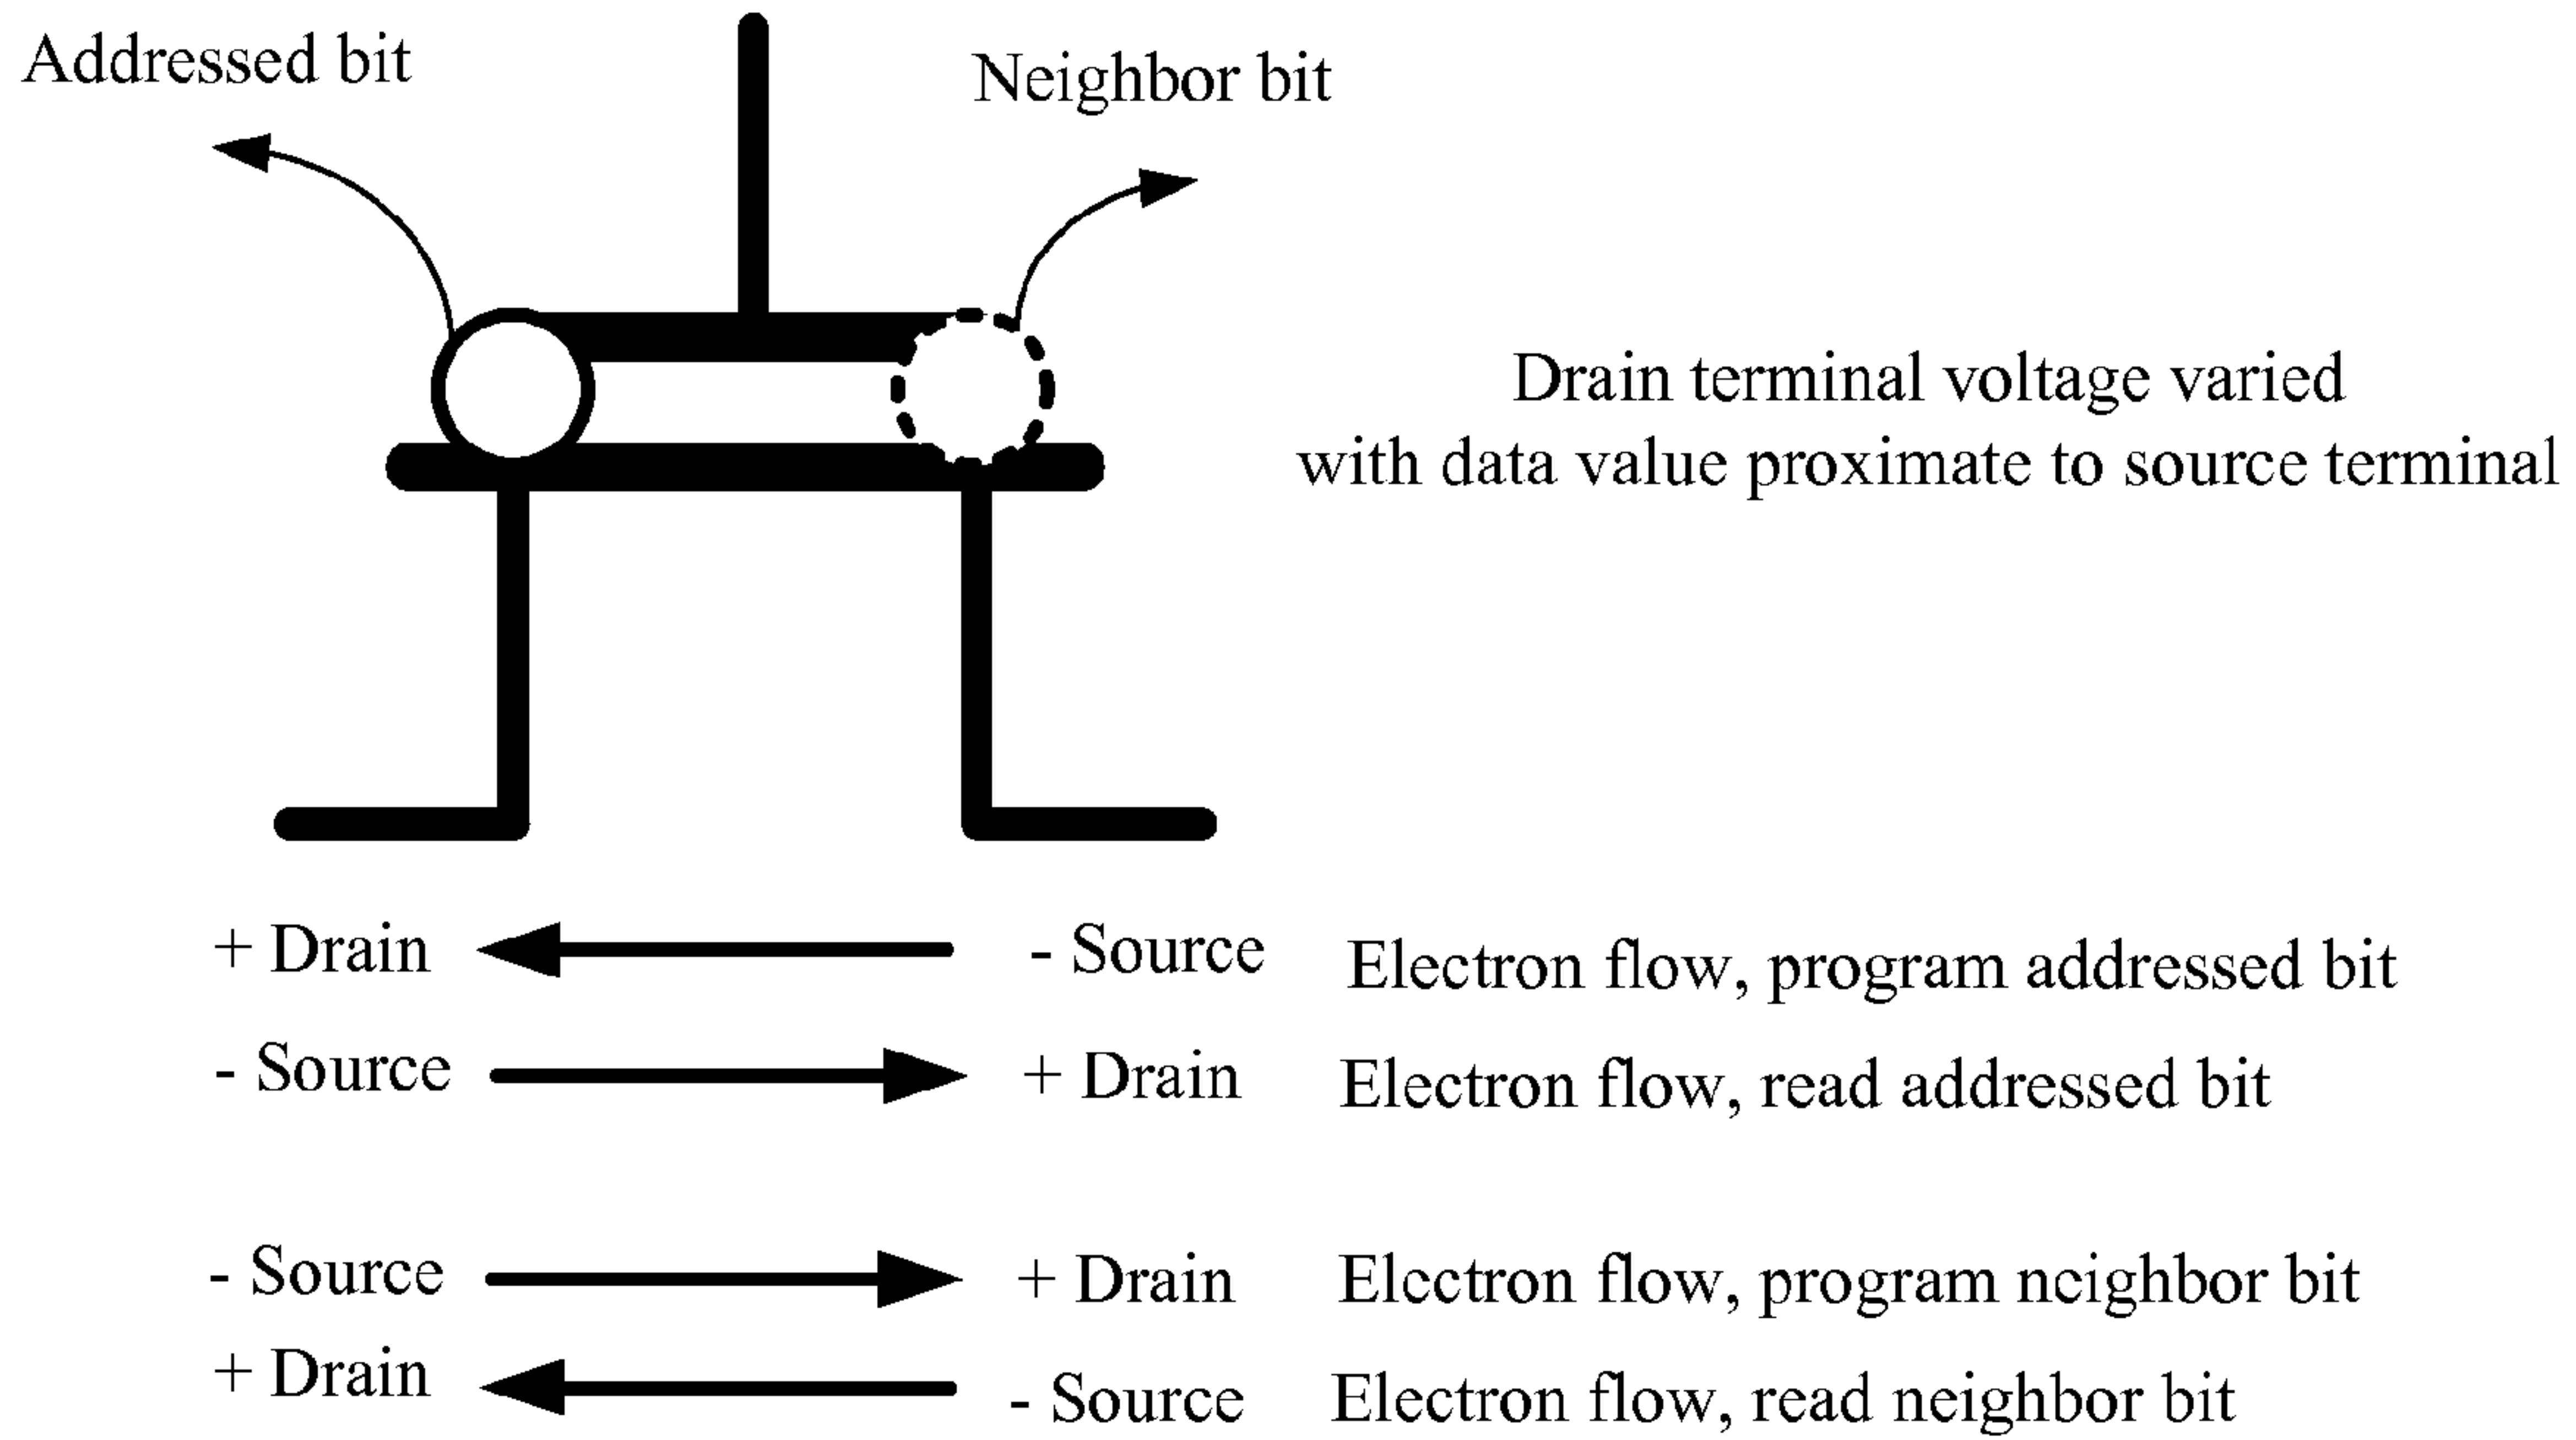 Addressed bit
Neighbor bit
Drain terminal voltage varied
with data value proximate to source terminal
+ Drain - Source Electron flow, program addressed bit
- Source + Drain Electron flow, read addressed bit
- Source + Drain Electron flow, program neighbor bit
+ Drain - Source Electron flow, read neighbor bit